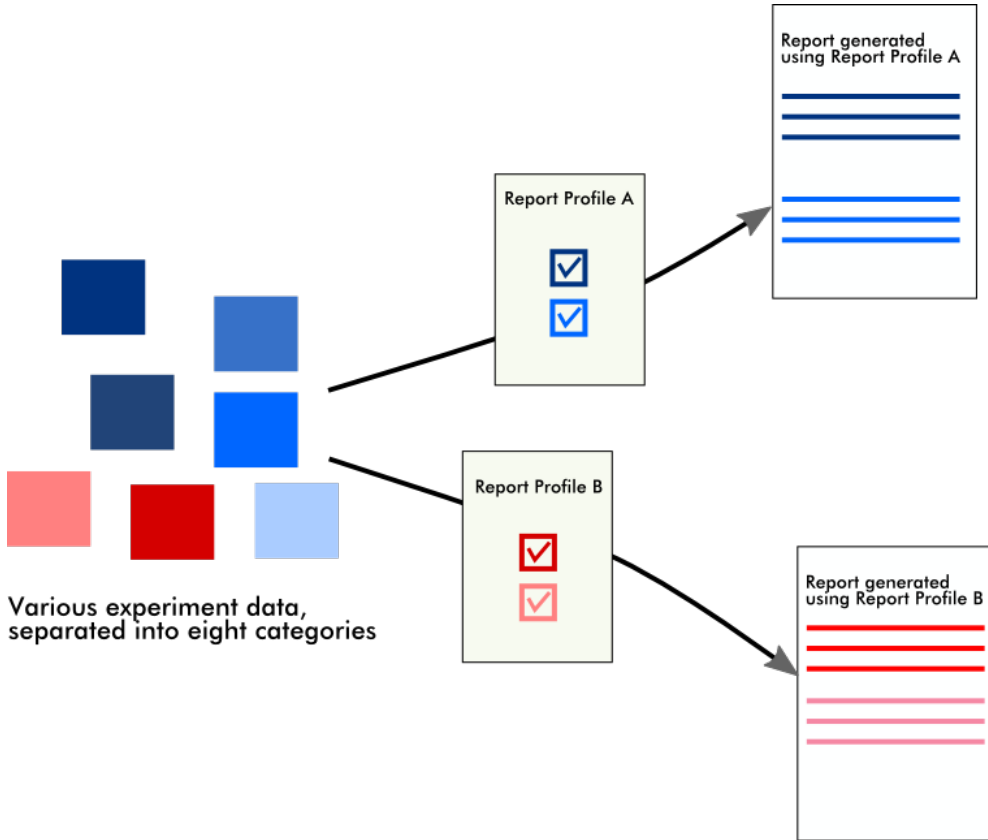 Report generated
using Report Profile A
Report Profile A
Report Profile B
Various experiment data,
separated into eight categories
Report generated
using Report Profile B